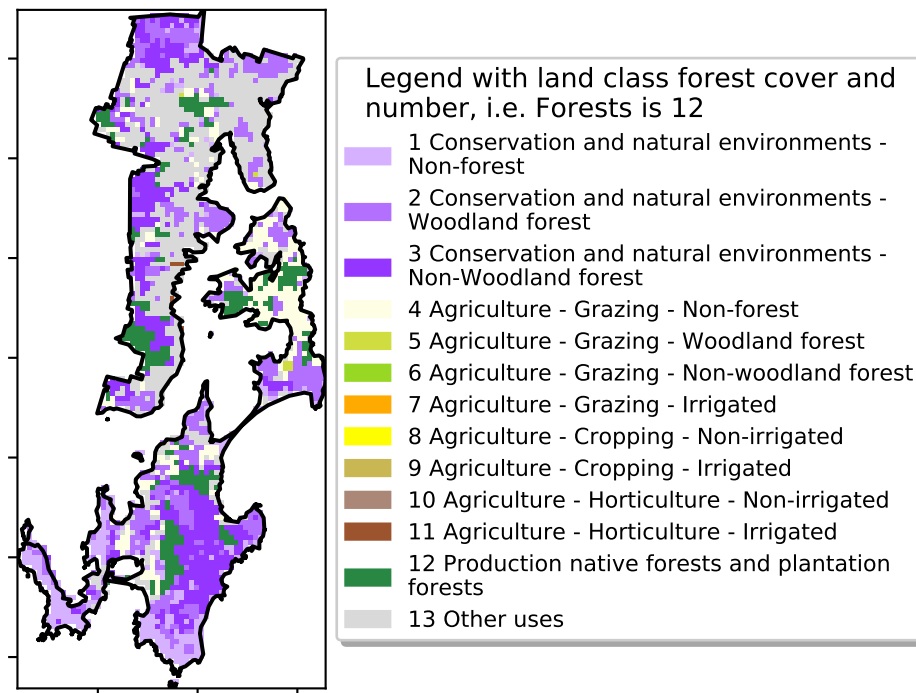 Legend with land class forest cover and
number, i.e. Forests is 12
1 Conservation and natural environments -
Non-forest
2 Conservation and natural environments -
Woodland forest
3 Conservation and natural environments -
Non-Woodland forest
4 Agriculture - Grazing - Non-forest
5 Agriculture - Grazing - Woodland forest
6 Agriculture - Grazing - Non-woodland forest
7 Agriculture - Grazing - Irrigated
8 Agriculture - Cropping - Non-irrigated
9 Agriculture - Cropping - Irrigated
10 Agriculture - Horticulture - Non-irrigated
11 Agriculture - Horticulture - Irrigated
12 Production native forests and plantation
forests
13 Other uses